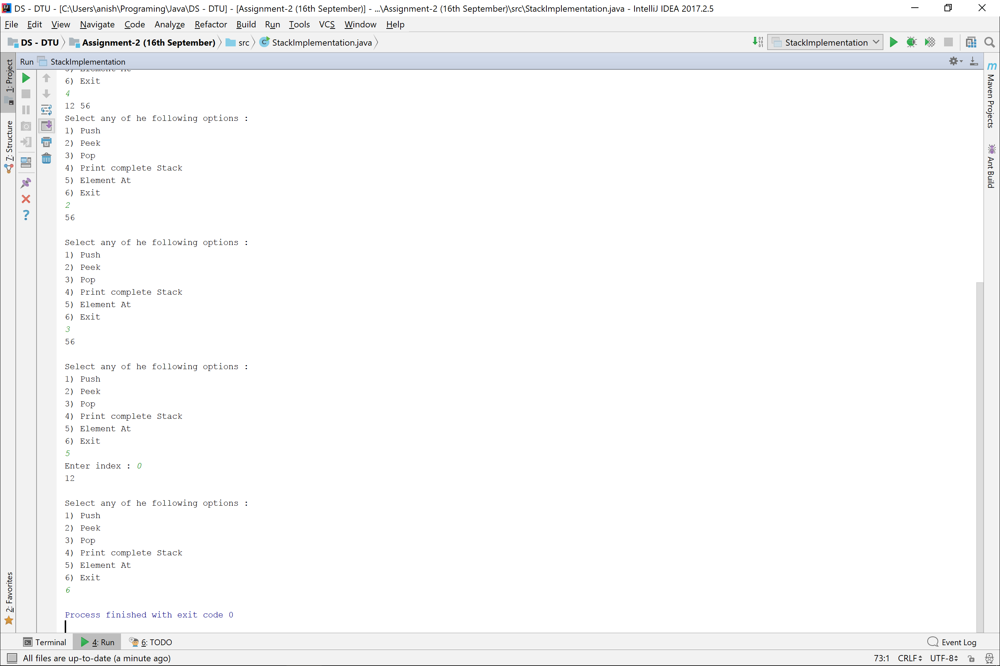 DS - DTU - [C:\Users\anish\Programing\Java\DS - DTU] - [Assignment-2 (16th September)] - ...\Assignment-2 (16th September)\src\StackImplementation.java - IntelliJ IDEA 2017.2.5
File Edit View Navigate Code Analyze Refactor Build Run Tools VCS Window Help
DS - DTU Assignment-2 (16th September) src StackImplementation.java StackImplementation
Run StackImplementation
1: Project
7: Structure
2: Favorites
Maven Projects
Ant Build
5) Element At
6) Exit
4
12 56
Select any of he following options :
1) Push
2) Peek
3) Pop
4) Print complete Stack
5) Element At
6) Exit
2
56
Select any of he following options :
1) Push
2) Peek
3) Pop
4) Print complete Stack
5) Element At
6) Exit
3
56
Select any of he following options :
1) Push
2) Peek
3) Pop
4) Print complete Stack
5) Element At
6) Exit
5
Enter index : 0
12
Select any of he following options :
1) Push
2) Peek
3) Pop
4) Print complete Stack
5) Element At
6) Exit
6
Process finished with exit code 0
Terminal 4: Run 6: TODO Event Log
All files are up-to-date (a minute ago) 73:1 CRLF UTF-8